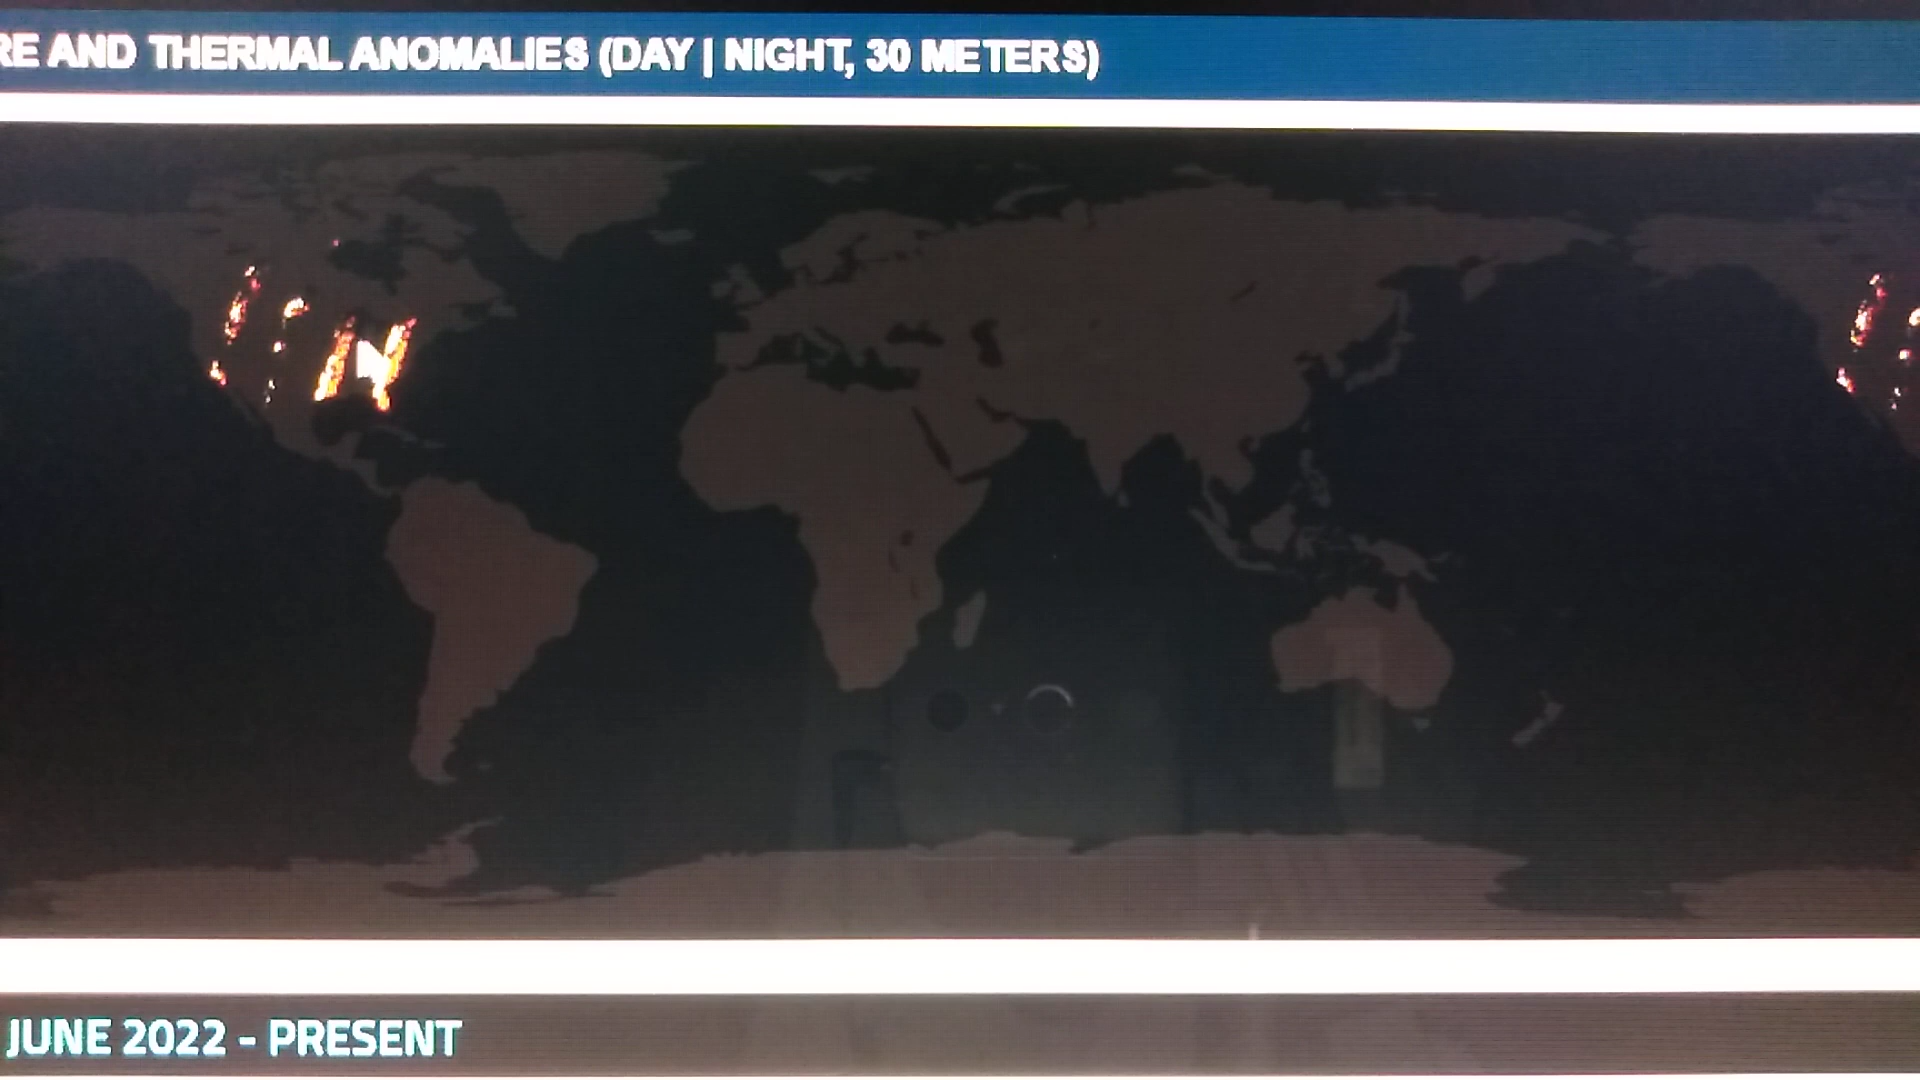 RE AND THERMAL ANOMALIES (DAY | NIGHT, 30 METERS)
JUNE 2022 - PRESENT